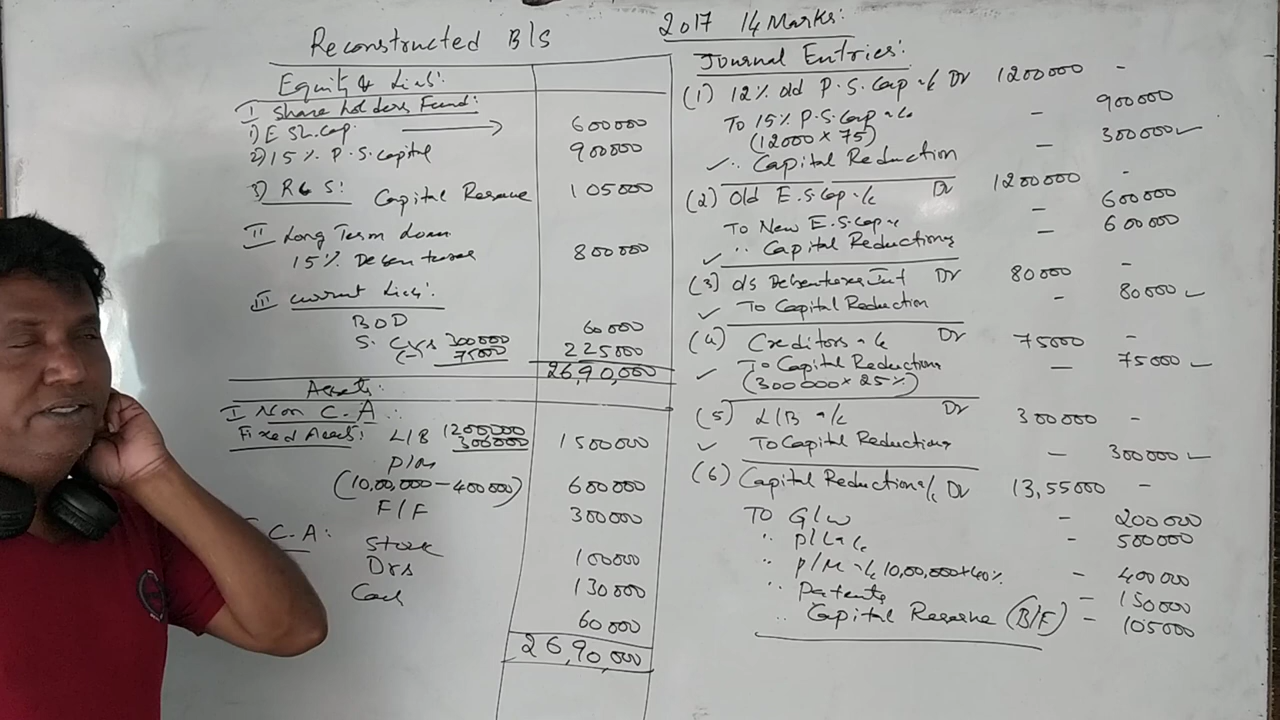 Reconstructed B/S
Equity & Liab:
I Share holders Fund:
1) E Sh. Cap. 600000
2) 15% P.S. capital 900000
3) R & S: Capital Reserve 105000
II Long Term Loan
15% Debentures 800000
III current Liab:
BOD 60000
S. Crs 300000
(-) 75000 225000
26,90,000
Assets:
I Non C.A:
Fixed Assets: L/B 1200000
300000 1500000
P/M
(10,00,000 - 400000) 600000
F/F 300000
C.A:
Stock 100000
Drs 130000
Cash 60000
26,90,000
2017 14 Marks:
Journal Entries:
(1) 12% old P.S. Cap a/c Dr 1200000 -
To 15% P.S. Cap a/c - 900000
(12000 x 75)
✓ " Capital Reduction - 300000 ✓
(2) Old E.S. Cap a/c Dr 1200000 -
To New E.S. Cap a/c - 600000
✓ " Capital Reduction - 600000
(3) O/S Debentures Int Dr 80000 -
✓ To Capital Reduction - 80000 ✓
(4) Creditors a/c Dr 75000 -
✓ To Capital Reduction - 75000 ✓
(300000 x 25%)
(5) L/B a/c Dr 300000 -
✓ To Capital Reduction - 300000 ✓
(6) Capital Reduction a/c Dr 13,55000 -
To G/w - 200000
" P/L a/c - 500000
" P/M a/c 10,00,000 x 40% - 400000
" Patents - 150000
" Capital Reserve (B/F) - 105000